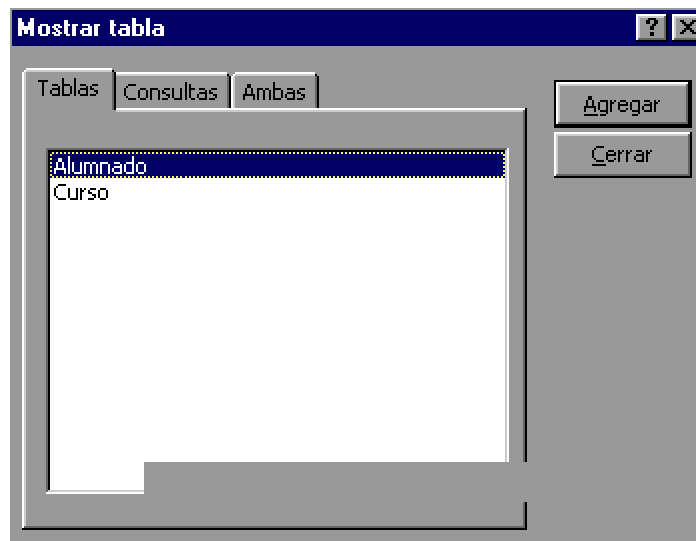 Mostrar tabla
Tablas Consultas Ambas
Agregar
Cerrar
Alumnado
Curso